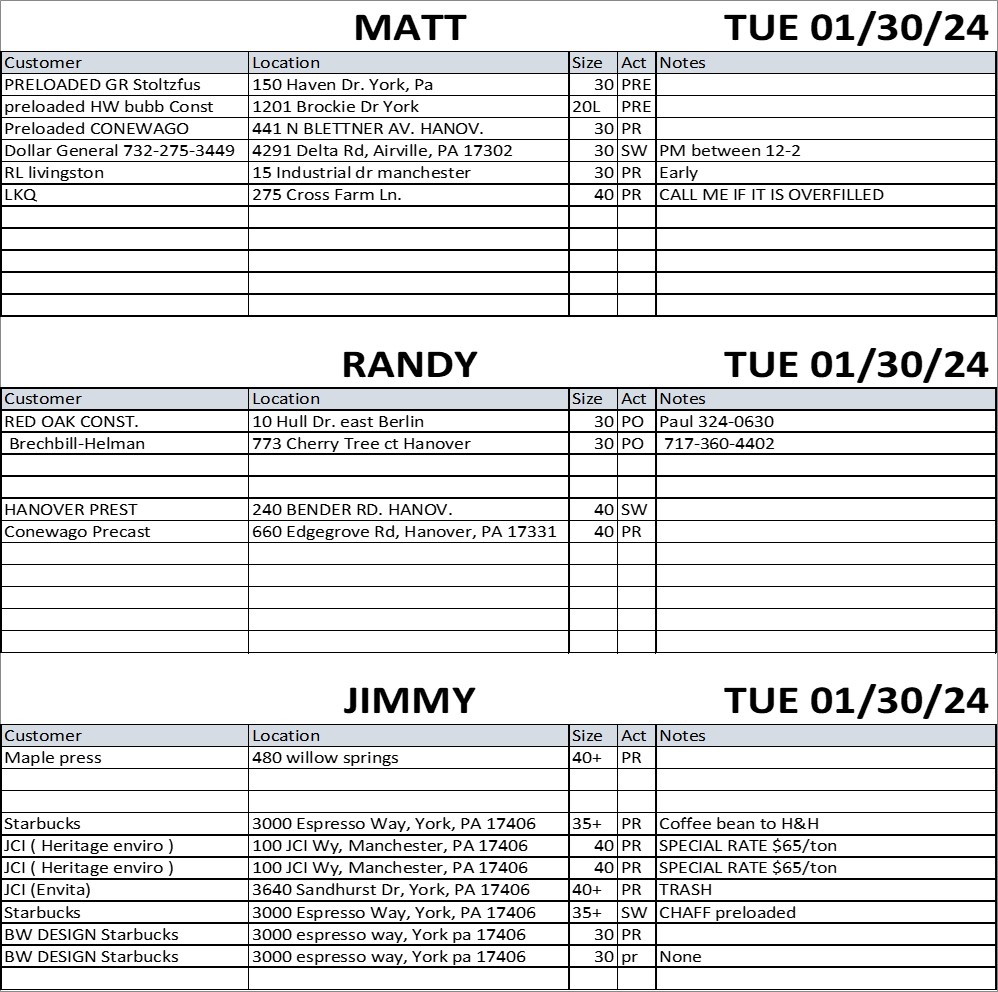 MATT TUE 01/30/24
Customer Location Size Act Notes
PRELOADED GR Stoltzfus 150 Haven Dr. York, Pa 30 PRE
preloaded HW bubb Const 1201 Brockie Dr York 20L PRE
Preloaded CONEWAGO 441 N BLETTNER AV. HANOV. 30 PR
Dollar General 732-275-3449 4291 Delta Rd, Airville, PA 17302 30 SW PM between 12-2
RL livingston 15 Industrial dr manchester 30 PR Early
LKQ 275 Cross Farm Ln. 40 PR CALL ME IF IT IS OVERFILLED
RANDY TUE 01/30/24
Customer Location Size Act Notes
RED OAK CONST. 10 Hull Dr. east Berlin 30 PO Paul 324-0630
Brechbill-Helman 773 Cherry Tree ct Hanover 30 PO 717-360-4402
HANOVER PREST 240 BENDER RD. HANOV. 40 SW
Conewago Precast 660 Edgegrove Rd, Hanover, PA 17331 40 PR
JIMMY TUE 01/30/24
Customer Location Size Act Notes
Maple press 480 willow springs 40+ PR
Starbucks 3000 Espresso Way, York, PA 17406 35+ PR Coffee bean to H&H
JCI ( Heritage enviro ) 100 JCI Wy, Manchester, PA 17406 40 PR SPECIAL RATE $65/ton
JCI ( Heritage enviro ) 100 JCI Wy, Manchester, PA 17406 40 PR SPECIAL RATE $65/ton
JCI (Envita) 3640 Sandhurst Dr, York, PA 17406 40+ PR TRASH
Starbucks 3000 Espresso Way, York, PA 17406 35+ SW CHAFF preloaded
BW DESIGN Starbucks 3000 espresso way, York pa 17406 30 PR
BW DESIGN Starbucks 3000 espresso way, York pa 17406 30 pr None